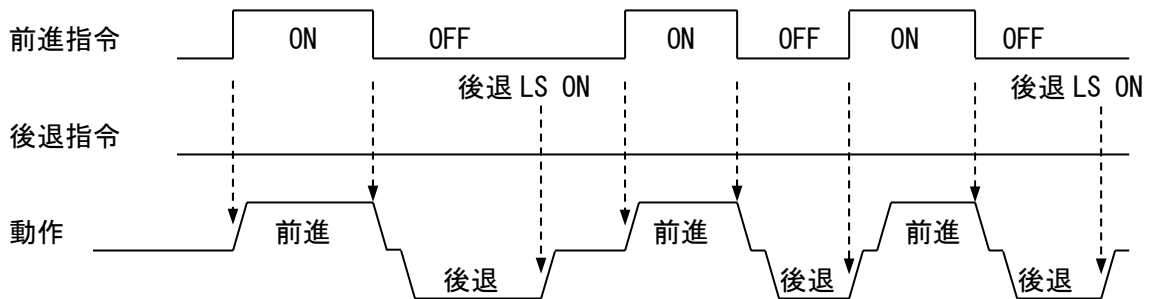 前進指令 ON OFF ON OFF ON OFF
後退 LS ON 後退 LS ON
後退指令
動作 前進 前進 前進
後退 後退 後退